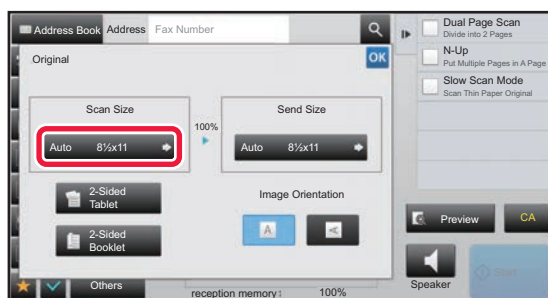 Address Book Address Fax Number
Original
OK
Scan Size
Send Size
100%
Auto 8½x11
Auto 8½x11
2-Sided
Tablet
2-Sided
Booklet
Image Orientation
A
A
Others
reception memory: 100%
Dual Page Scan
Divide into 2 Pages
N-Up
Put Multiple Pages in A Page
Slow Scan Mode
Scan Thin Paper Original
Preview
CA
Speaker
Start